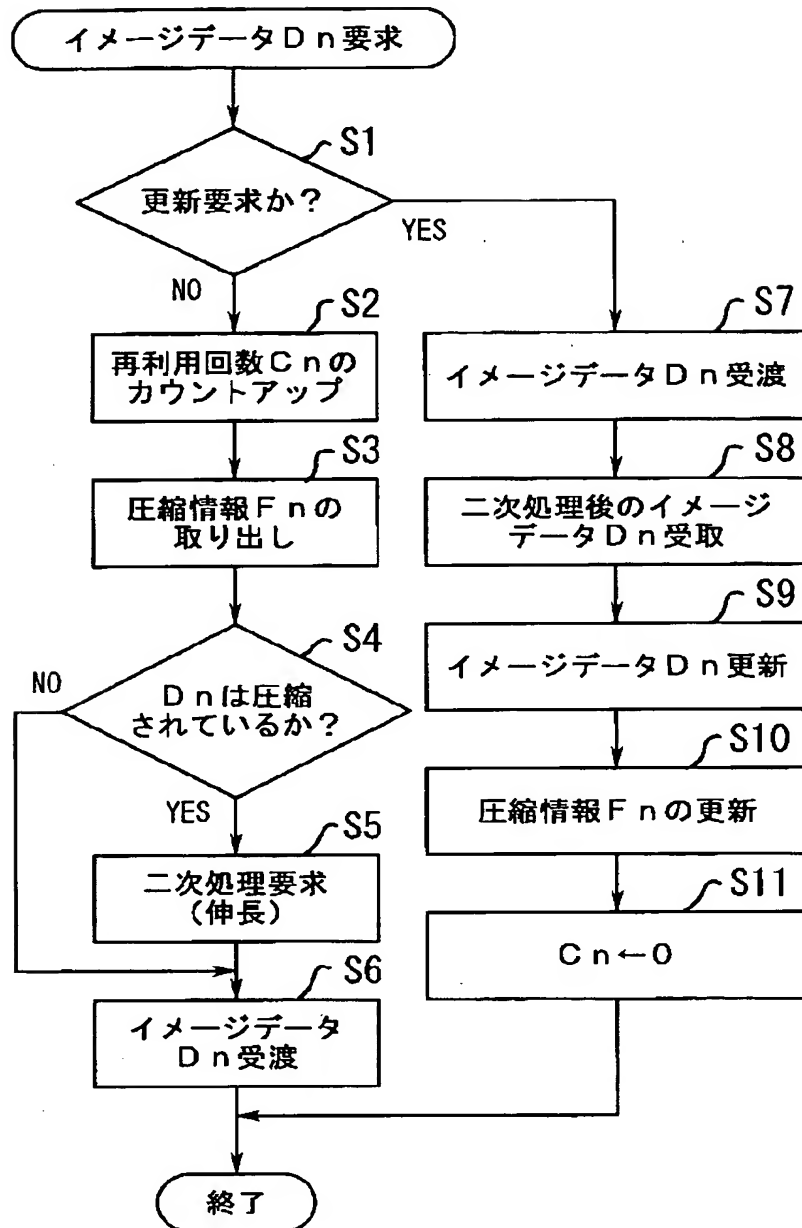 イメージデータDn要求
S1
更新要求か?
YES
NO
S2
再利用回数Cnの
カウントアップ
S3
圧縮情報Fnの
取り出し
S4
NO
Dnは圧縮
されているか?
YES
S5
二次処理要求
(伸長)
S6
イメージデータ
Dn受渡
S7
イメージデータDn受渡
S8
二次処理後のイメージ
データDn受取
S9
イメージデータDn更新
S10
圧縮情報Fnの更新
S11
Cn←0
終了